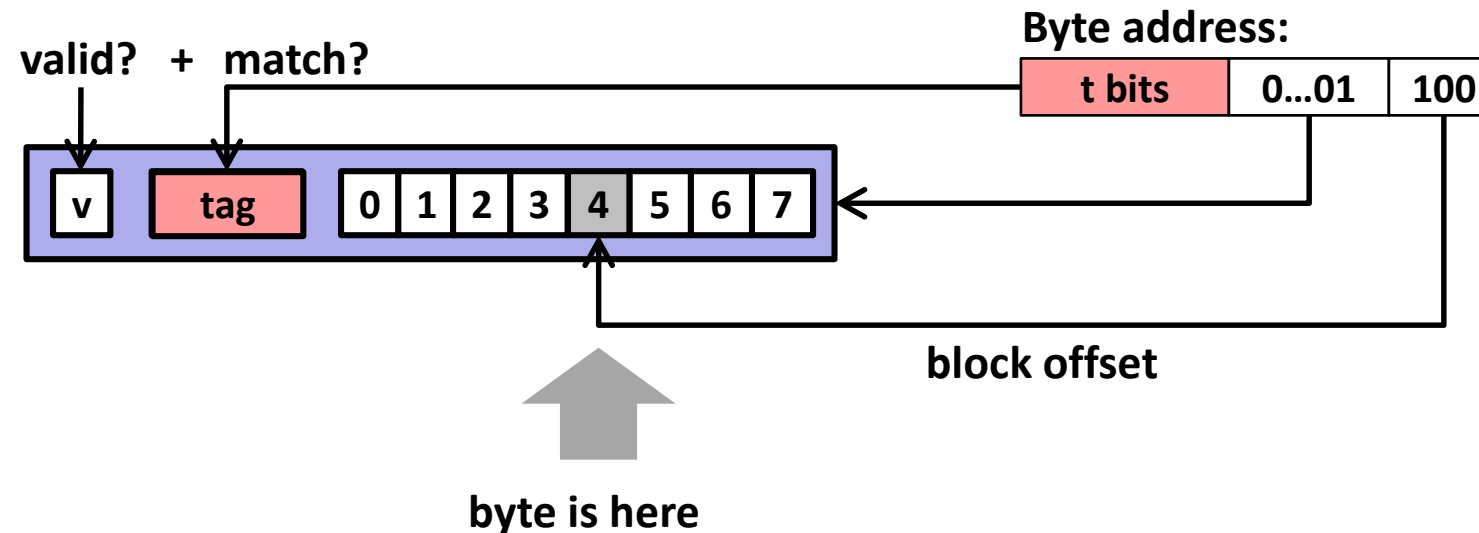 Byte address:
valid? + match?
t bits 0...01 100
v tag 0 1 2 3 4 5 6 7
block offset
byte is here